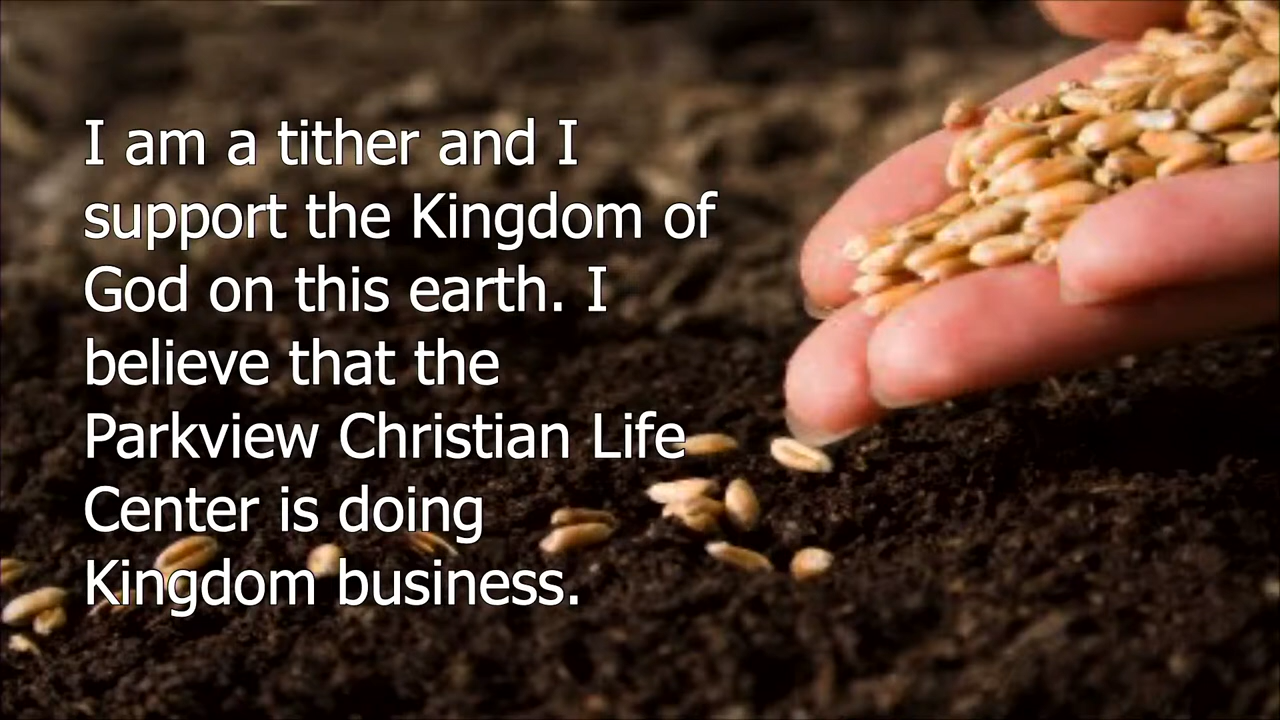 I am a tither and I
support the Kingdom of
God on this earth. I
believe that the
Parkview Christian Life
Center is doing
Kingdom business.